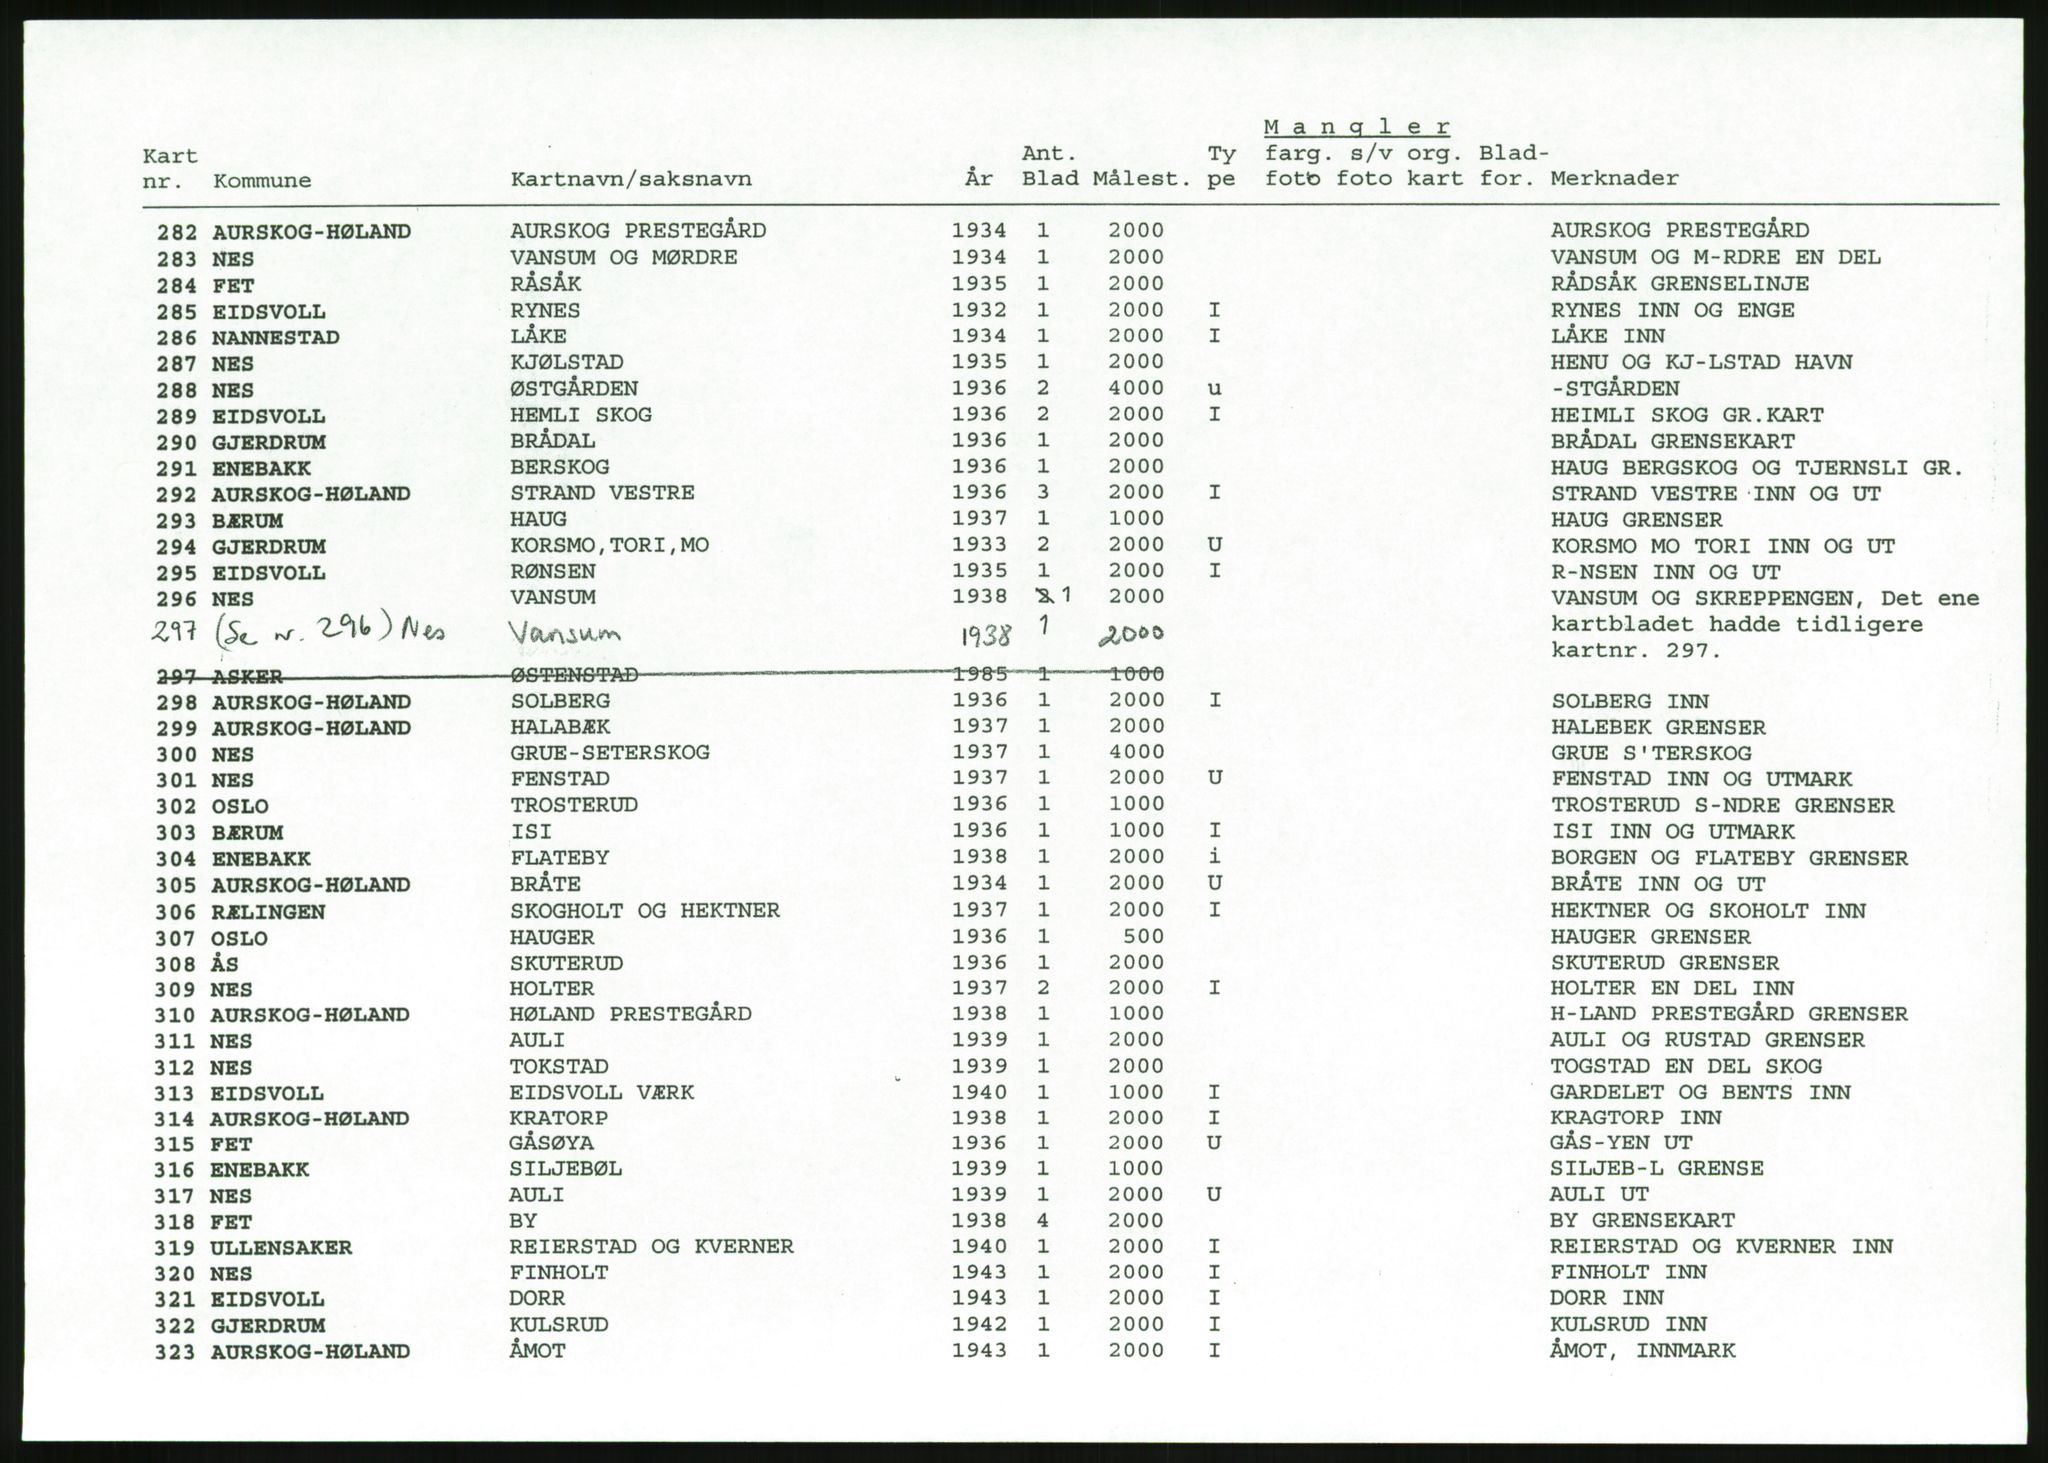 M a n g l e r
Kart Ant. Ty farg. s/v org. Blad-
nr. Kommune Kartnavn/saksnavn År Blad Målest. pe foto foto kart for. Merknader
282 AURSKOG-HØLAND AURSKOG PRESTEGÅRD 1934 1 2000 AURSKOG PRESTEGÅRD
283 NES VANSUM OG MØRDRE 1934 1 2000 VANSUM OG M-RDRE EN DEL
284 FET RÅSÅK 1935 1 2000 RÅDSÅK GRENSELINJE
285 EIDSVOLL RYNES 1932 1 2000 I RYNES INN OG ENGE
286 NANNESTAD LÅKE 1934 1 2000 I LÅKE INN
287 NES KJØLSTAD 1935 1 2000 HENU OG KJ-LSTAD HAVN
288 NES ØSTGÅRDEN 1936 2 4000 u -STGÅRDEN
289 EIDSVOLL HEMLI SKOG 1936 2 2000 I HEIMLI SKOG GR.KART
290 GJERDRUM BRÅDAL 1936 1 2000 BRÅDAL GRENSEKART
291 ENEBAKK BERSKOG 1936 1 2000 HAUG BERGSKOG OG TJERNSLI GR.
292 AURSKOG-HØLAND STRAND VESTRE 1936 3 2000 I STRAND VESTRE INN OG UT
293 BÆRUM HAUG 1937 1 1000 HAUG GRENSER
294 GJERDRUM KORSMO,TORI,MO 1933 2 2000 U KORSMO MO TORI INN OG UT
295 EIDSVOLL RØNSEN 1935 1 2000 I R-NSEN INN OG UT
296 NES VANSUM 1938 2 1 2000 VANSUM OG SKREPPENGEN, Det ene
297 (Se nr. 296) Nes Vansum 1938 1 2000 kartbladet hadde tidligere
kartnr. 297.
297 ASKER ØSTENSTAD 1985 1 1000
298 AURSKOG-HØLAND SOLBERG 1936 1 2000 I SOLBERG INN
299 AURSKOG-HØLAND HALABÆK 1937 1 2000 HALEBEK GRENSER
300 NES GRUE-SETERSKOG 1937 1 4000 GRUE S'TERSKOG
301 NES FENSTAD 1937 1 2000 U FENSTAD INN OG UTMARK
302 OSLO TROSTERUD 1936 1 1000 TROSTERUD S-NDRE GRENSER
303 BÆRUM ISI 1936 1 1000 I ISI INN OG UTMARK
304 ENEBAKK FLATEBY 1938 1 2000 i BORGEN OG FLATEBY GRENSER
305 AURSKOG-HØLAND BRÅTE 1934 1 2000 U BRÅTE INN OG UT
306 RÆLINGEN SKOGHOLT OG HEKTNER 1937 1 2000 I HEKTNER OG SKOHOLT INN
307 OSLO HAUGER 1936 1 500 HAUGER GRENSER
308 ÅS SKUTERUD 1936 1 2000 SKUTERUD GRENSER
309 NES HOLTER 1937 2 2000 I HOLTER EN DEL INN
310 AURSKOG-HØLAND HØLAND PRESTEGÅRD 1938 1 1000 H-LAND PRESTEGÅRD GRENSER
311 NES AULI 1939 1 2000 AULI OG RUSTAD GRENSER
312 NES TOKSTAD 1939 1 2000 TOGSTAD EN DEL SKOG
313 EIDSVOLL EIDSVOLL VÆRK 1940 1 1000 I GARDELET OG BENTS INN
314 AURSKOG-HØLAND KRATORP 1938 1 2000 I KRAGTORP INN
315 FET GÅSØYA 1936 1 2000 U GÅS-YEN UT
316 ENEBAKK SILJEBØL 1939 1 1000 SILJEB-L GRENSE
317 NES AULI 1939 1 2000 U AULI UT
318 FET BY 1938 4 2000 BY GRENSEKART
319 ULLENSAKER REIERSTAD OG KVERNER 1940 1 2000 I REIERSTAD OG KVERNER INN
320 NES FINHOLT 1943 1 2000 I FINHOLT INN
321 EIDSVOLL DORR 1943 1 2000 I DORR INN
322 GJERDRUM KULSRUD 1942 1 2000 I KULSRUD INN
323 AURSKOG-HØLAND ÅMOT 1943 1 2000 I ÅMOT, INNMARK